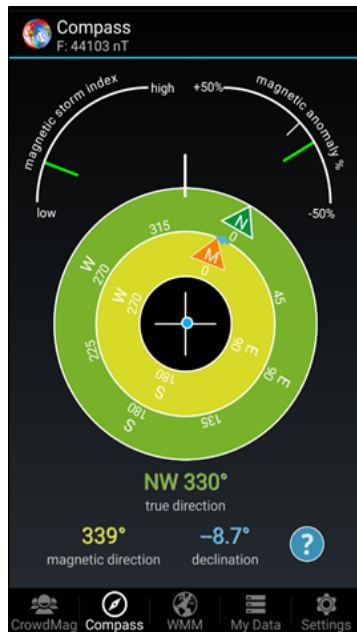 Compass
F: 44103 nT
magnetic storm index
high
low
+50%
magnetic anomaly %
-50%
N
0
M
0
315
W
270
W
270
45
E
90
E
90
225
S
180
S
180
135
NW 330°
true direction
339°
magnetic direction
--8.7°
declination
?
CrowdMag
Compass
WMM
My Data
Settings